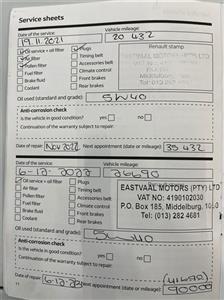 Service sheets
Date of the service: Vehicle mileage:
19.11.2021 20 432
Oil service + oil filter Plugs Renault stamp
Air filter Timing belt
Pollen filter Accessories belt
Fuel filter Climate control
Brake fluid Front brakes
Coolant Rear brakes
Oil used (standard and grade): 5W40
Anti-corrosion check
Is the vehicle in good condition? yes no
Continuation of the warranty subject to repair:
Date of repair: Nov 2022 Next appointment (date or mileage): 35 432
Date of the service: Vehicle mileage:
6-12-2022 26690
Oil service + oil filter Plugs
Air filter Timing belt
Pollen filter Accessories belt
Fuel filter Climate control
Brake fluid Front brakes
Coolant Rear brakes
EASTVAAL MOTORS (PTY) LTD
VAT NO: 4190102030
P.O. Box 185, Middelburg, 1050
Tel: (013) 282 4681
Oil used (standard and grade):
Anti-corrosion check
Is the vehicle in good condition? yes no
Continuation of the warranty subject to repair:
Date of repair: 6-12-23 Next appointment (date or mileage):
11